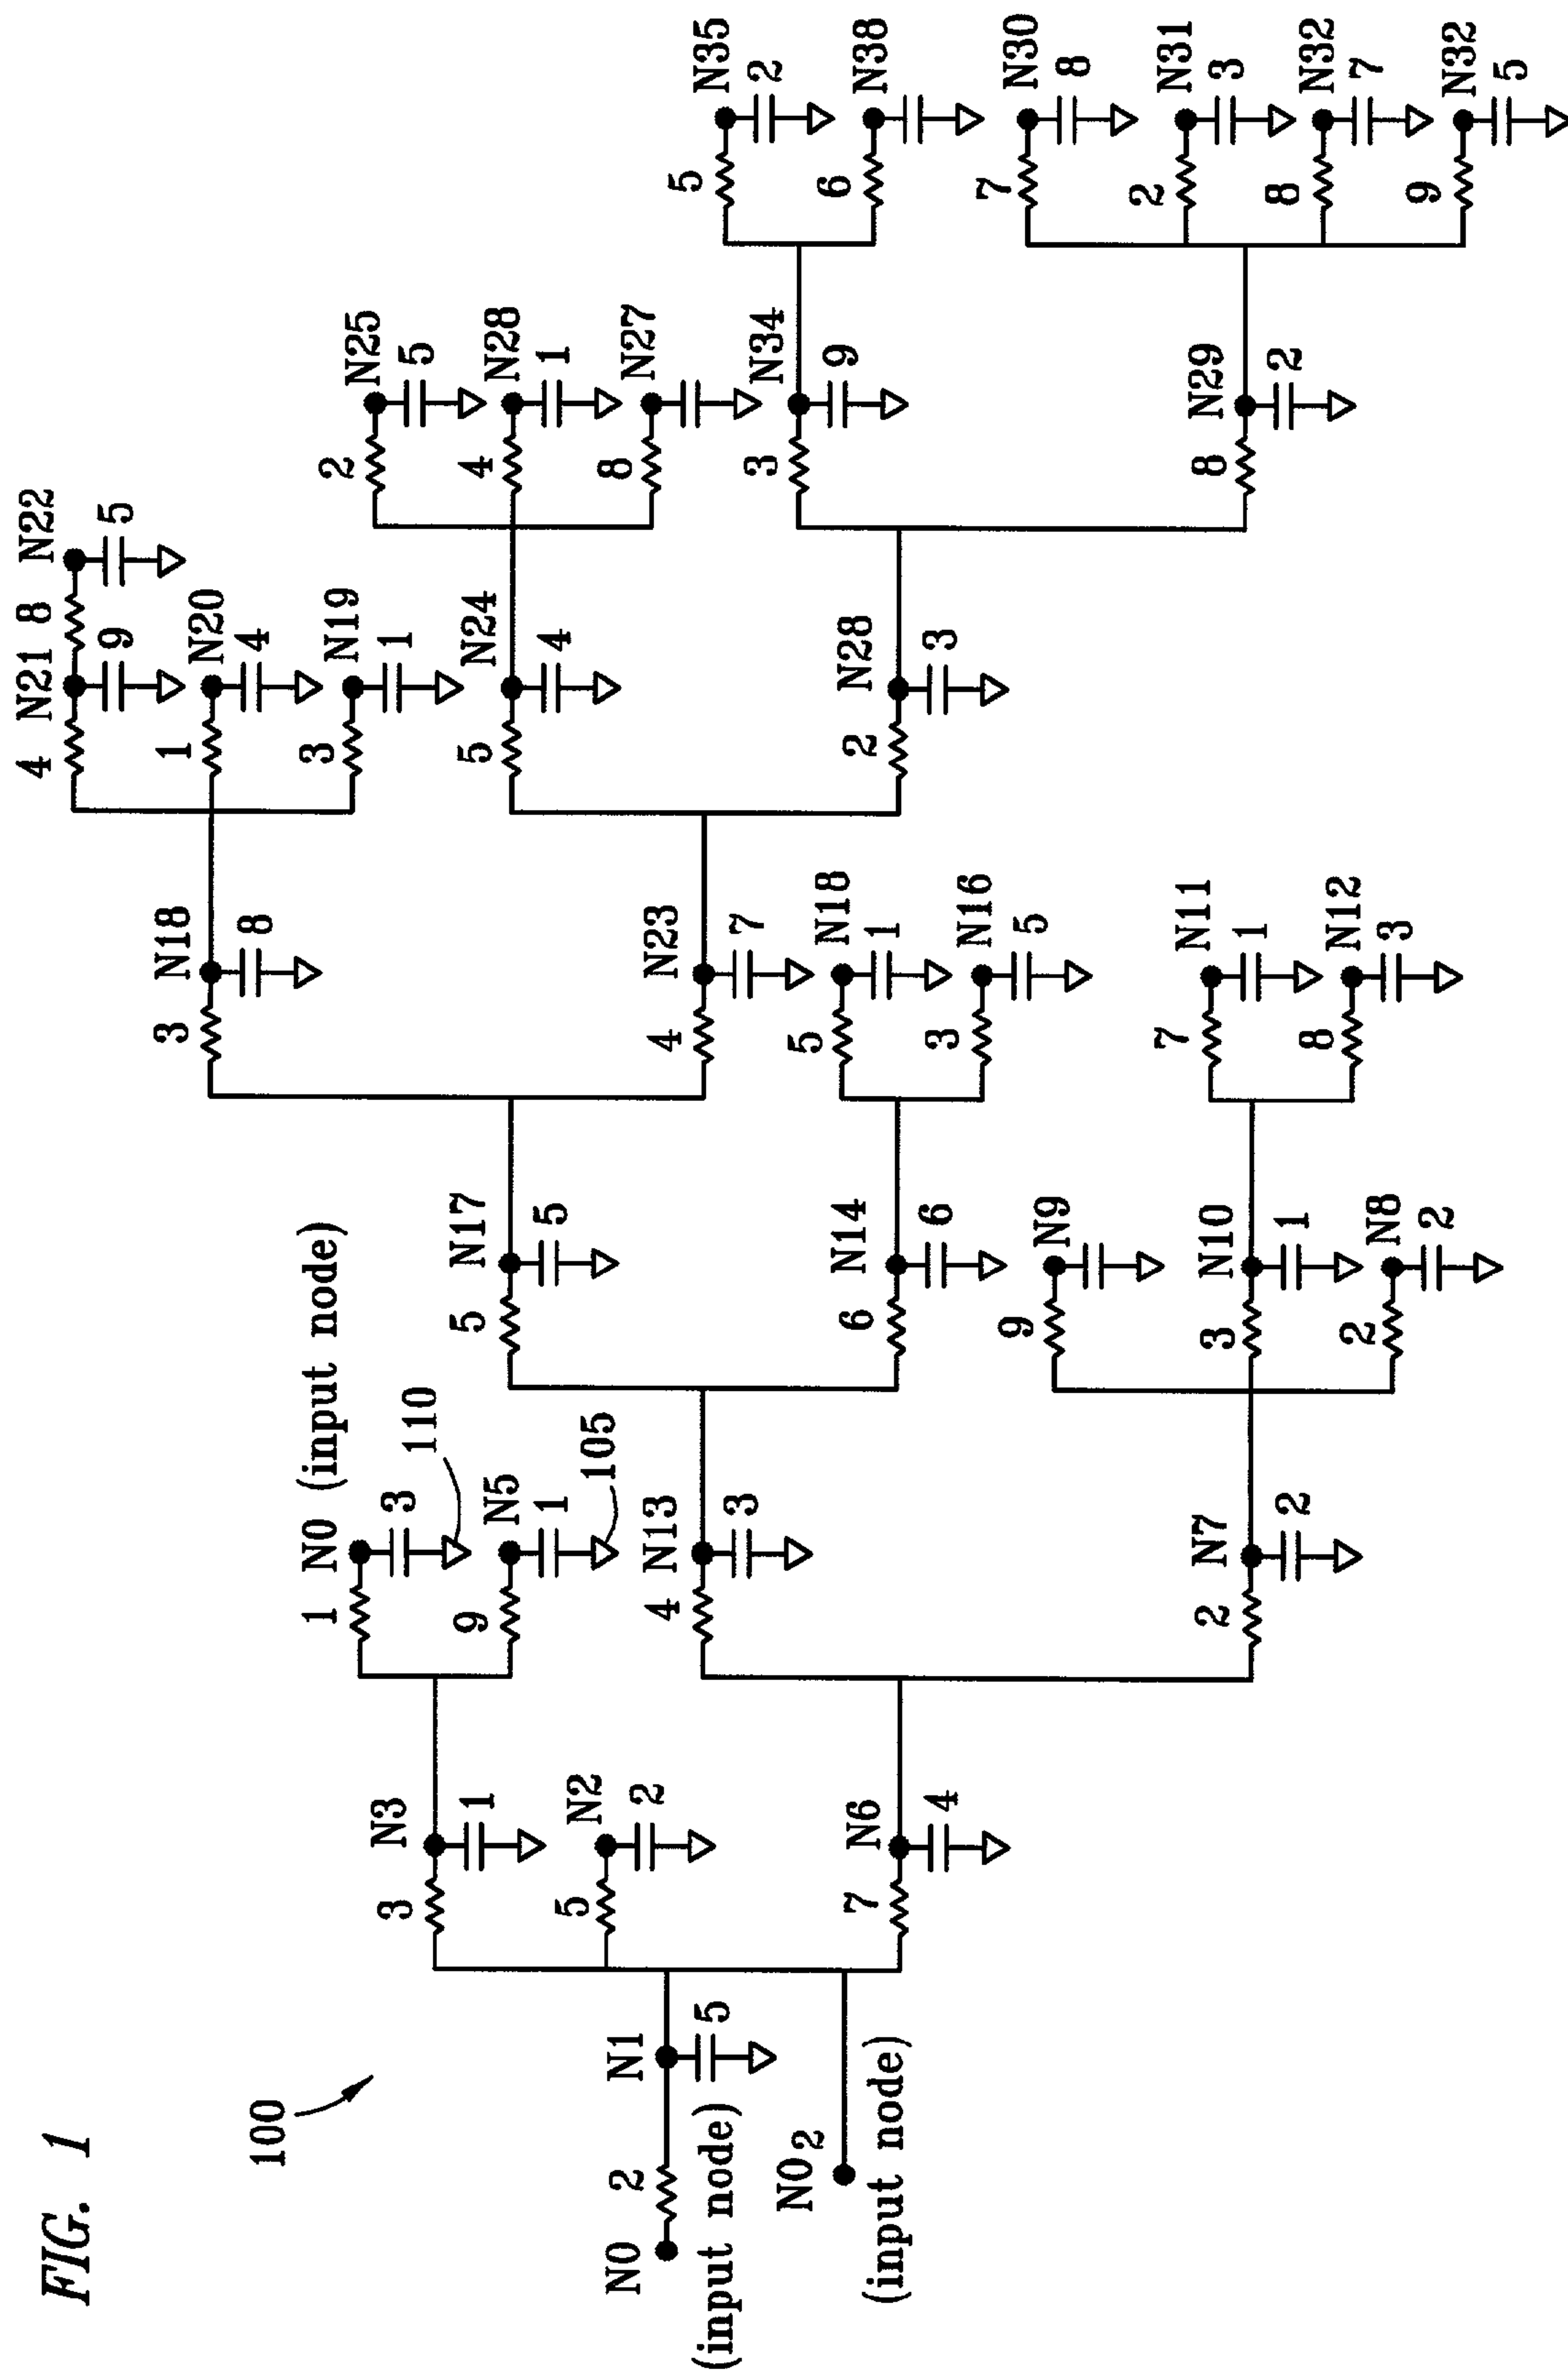 FIG. 1
100
N0
2
(input node)
N1
5
N0₂
(input node)
3
N3
1
5
N2
2
7
N6
4
1
N0 (input node)
3
110
9
N5
1
105
4
N13
3
2
N7
2
5
N17
5
6
N14
6
9
N9
3
N10
1
2
N8
2
3
N18
8
4
N23
7
5
N18
1
3
N16
5
7
N11
1
8
N12
3
4
N21
9
8
N22
5
1
N20
4
3
N19
1
5
N24
4
2
N28
3
2
N25
5
4
N28
1
8
N27
3
N34
9
8
N29
2
5
N35
2
6
N38
7
N30
8
2
N31
3
8
N32
7
9
N32
5